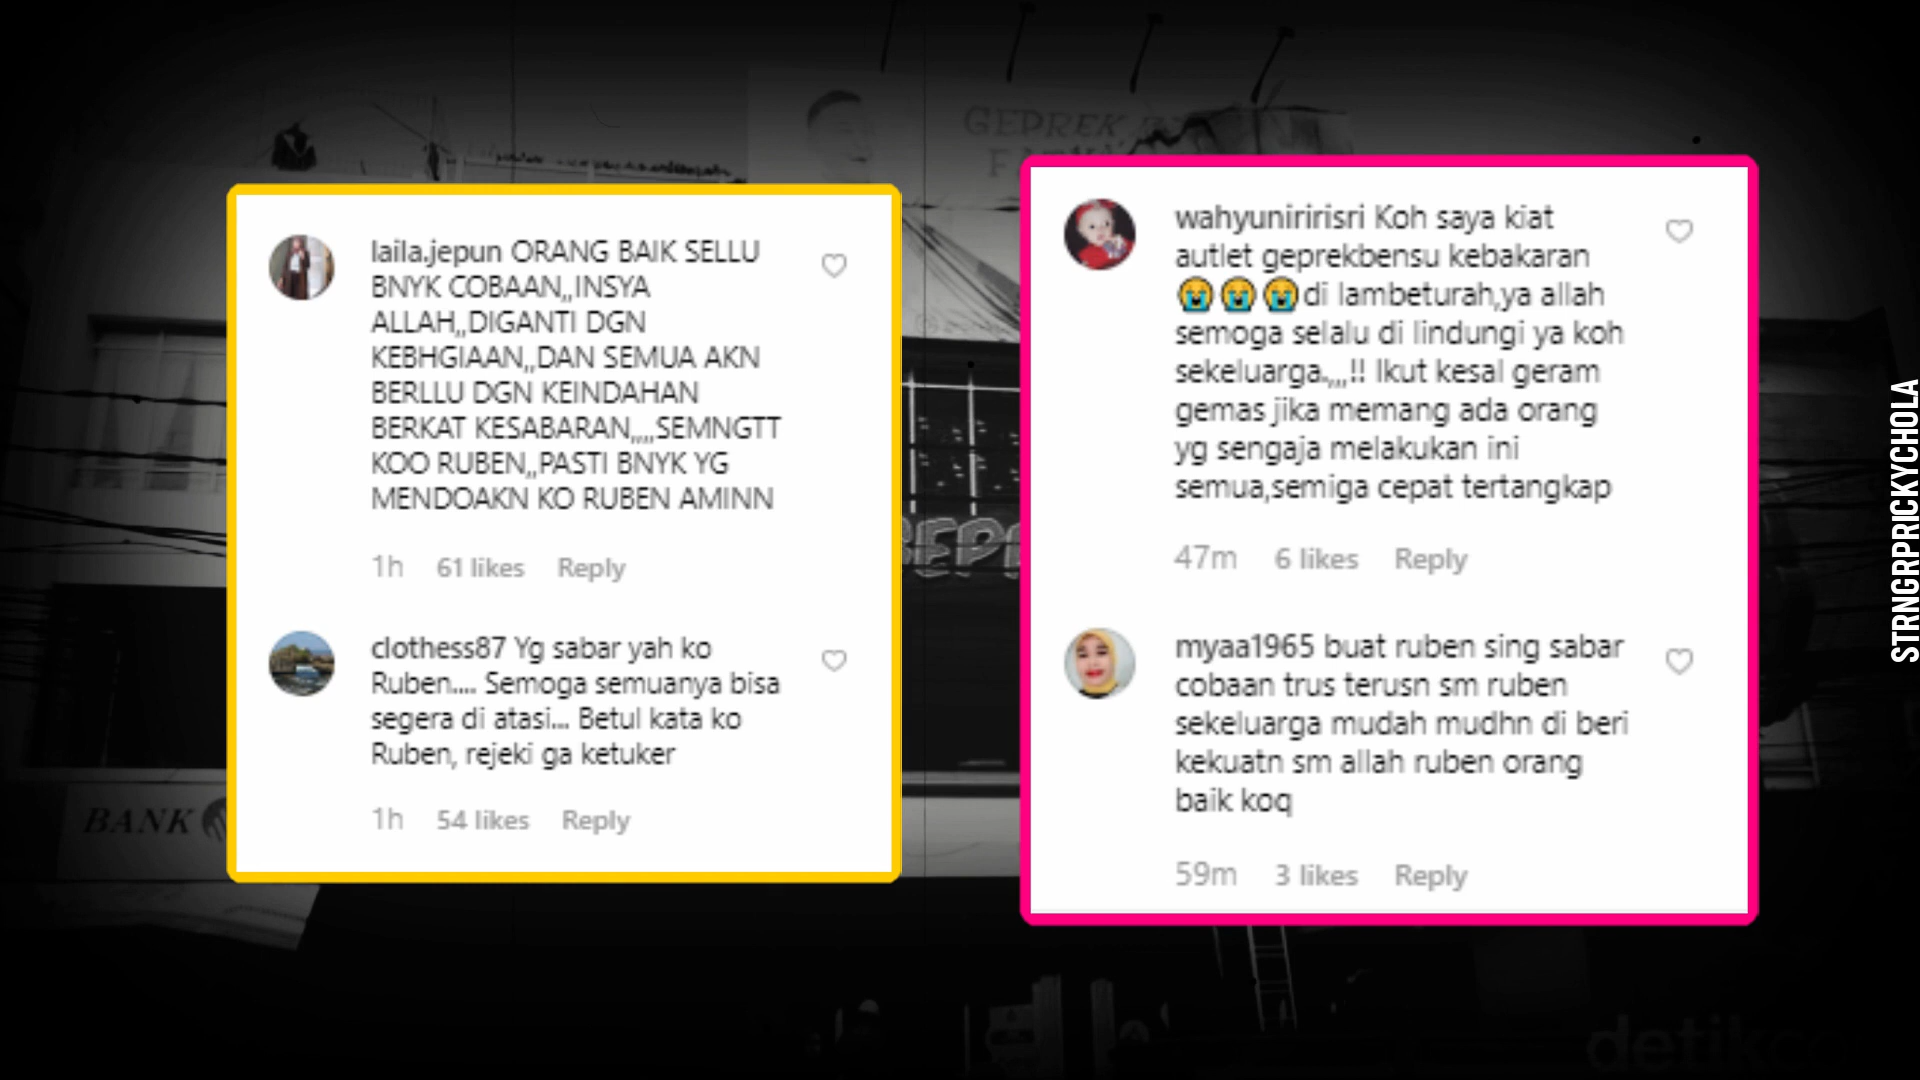 GEPREK
laila.jepun ORANG BAIK SELLU
BNYK COBAAN,,INSYA
ALLAH,,DIGANTI DGN
KEBHGIAAN,,DAN SEMUA AKN
BERLLU DGN KEINDAHAN
BERKAT KESABARAN,,,,SEMNGTT
KOO RUBEN,,PASTI BNYK YG
MENDOAKN KO RUBEN AMINN
1h 61 likes Reply
clothess87 Yg sabar yah ko
Ruben.... Semoga semuanya bisa
segera di atasi... Betul kata ko
Ruben, rejeki ga ketuker
1h 54 likes Reply
wahyuniririsri Koh saya kiat
autlet geprekbensu kebakaran
😭😭😭di lambeturah,ya allah
semoga selalu di lindungi ya koh
sekeluarga.,,,!! Ikut kesal geram
gemas jika memang ada orang
yg sengaja melakukan ini
semua,semiga cepat tertangkap
47m 6 likes Reply
myaa1965 buat ruben sing sabar
cobaan trus terusn sm ruben
sekeluarga mudah mudhn di beri
kekuatn sm allah ruben orang
baik koq
59m 3 likes Reply
STRNGRPRICKYCHOLA
BANK
detik